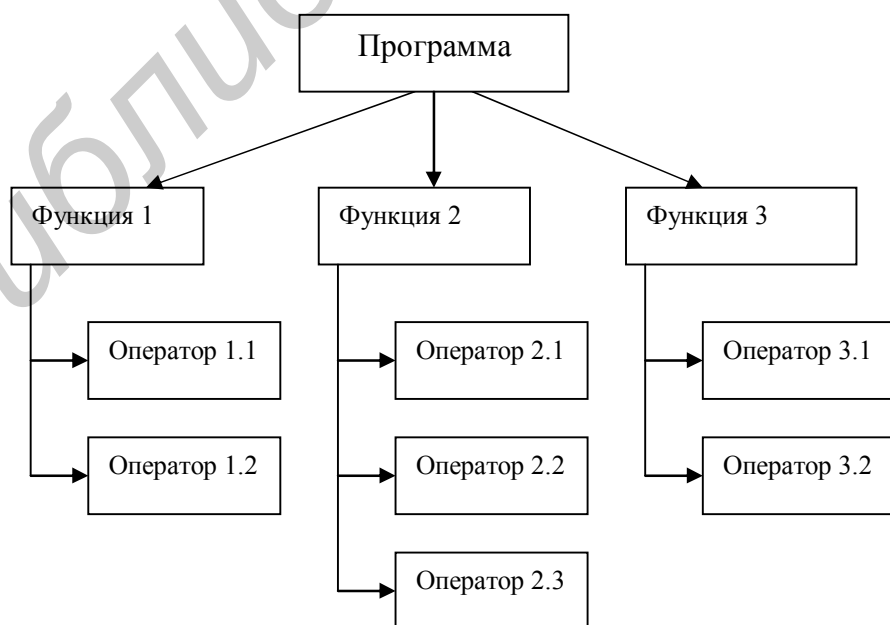 Программа
Функция 1
Функция 2
Функция 3
Оператор 1.1
Оператор 2.1
Оператор 3.1
Оператор 1.2
Оператор 2.2
Оператор 3.2
Оператор 2.3